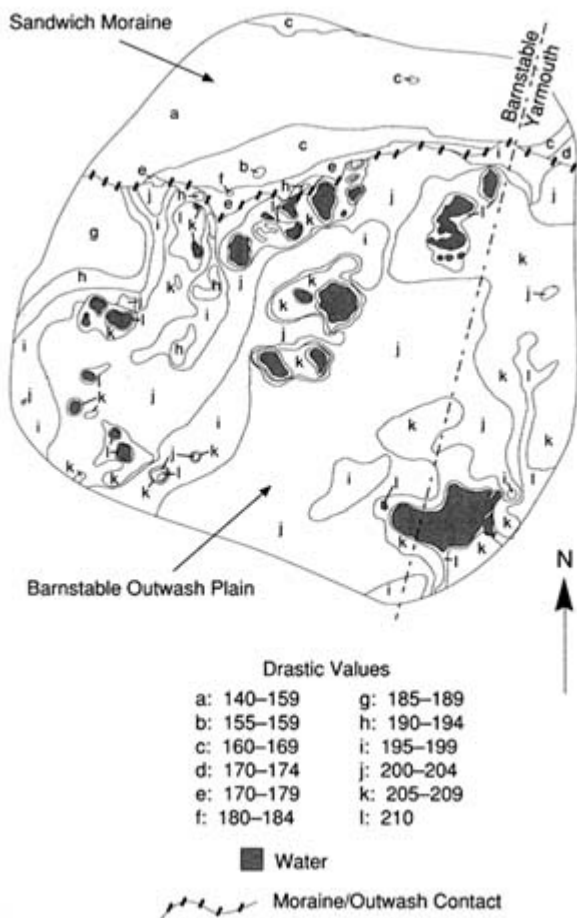 Sandwich Moraine
Barnstable
Yarmouth
c
c
a
c
i
c
d
e
f
b
e
j
h
h
e
j
j
i
l
k
l
k
l
g
i
k
h
j
i
k
k
h
k
i
j
l
l
k
j
k
j
i
h
k
j
l
k
i
j
k
j
l
k
i
k
j
k
l
k
k
l
j
k
i
l
i
l
k
j
k
k
l
i
Barnstable Outwash Plain
N
Drastic Values
a: 140–159 g: 185–189
b: 155–159 h: 190–194
c: 160–169 i: 195–199
d: 170–174 j: 200–204
e: 170–179 k: 205–209
f: 180–184 l: 210
Water
Moraine/Outwash Contact